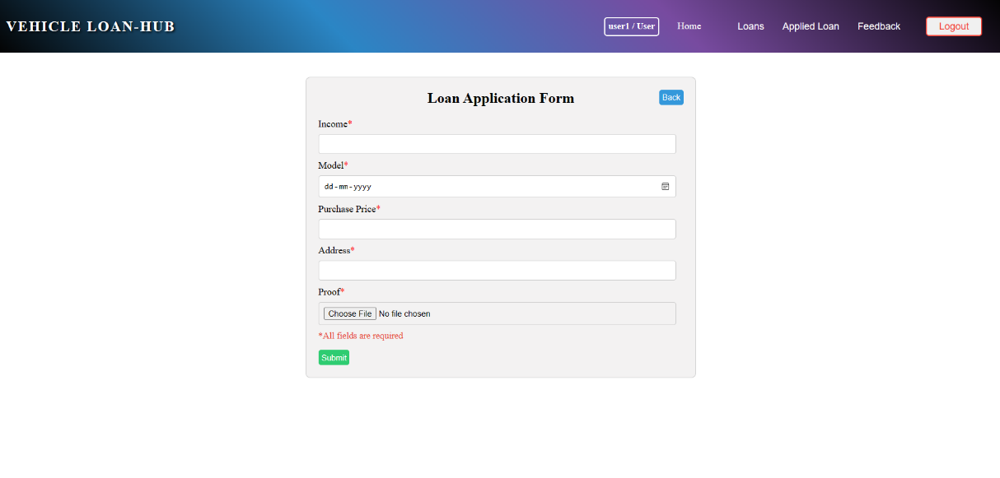 VEHICLE LOAN-HUB
user1 / User Home Loans Applied Loan Feedback Logout
Loan Application Form Back
Income*
Model*
dd-mm-yyyy
Purchase Price*
Address*
Proof*
Choose File No file chosen
*All fields are required
Submit